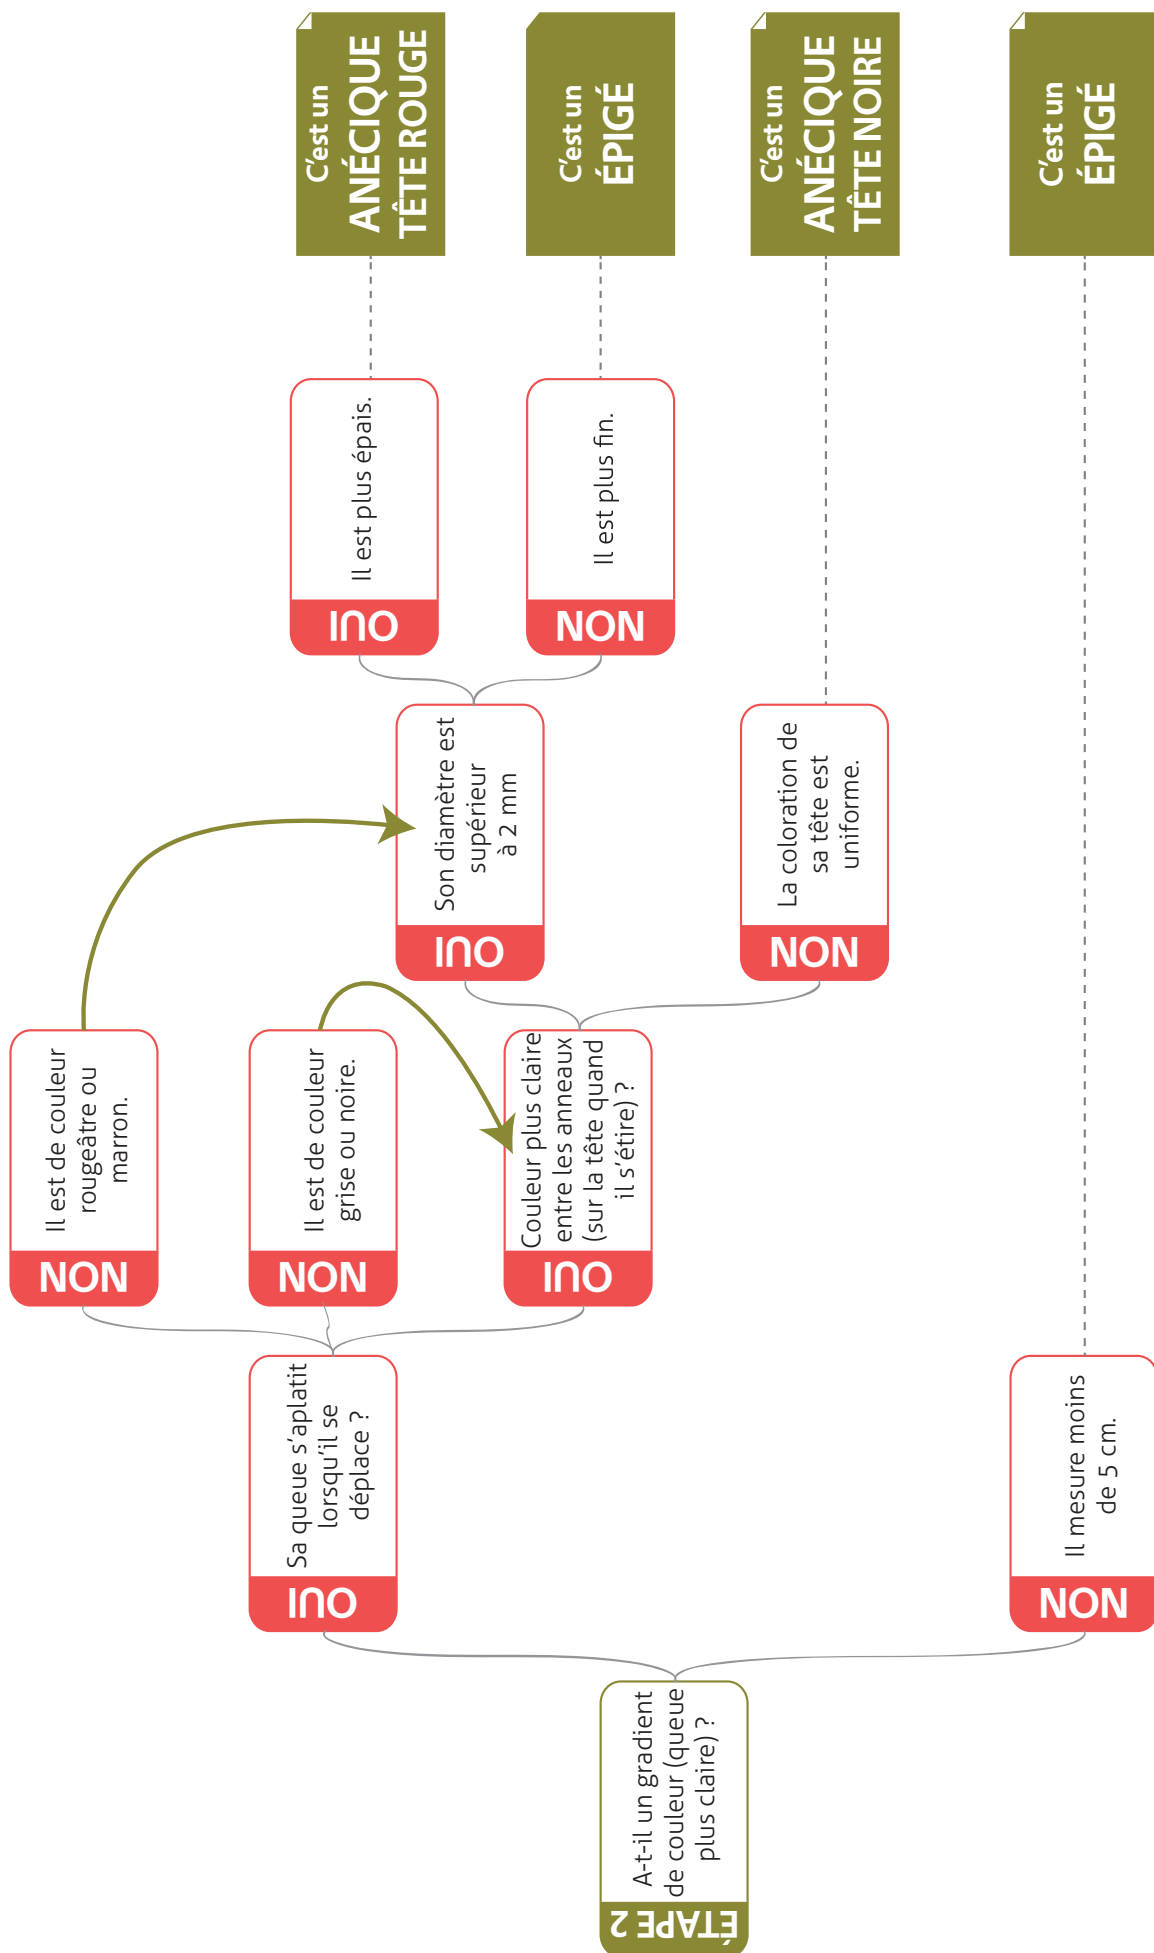 ÉTAPE 2
A-t-il un gradient
de couleur (queue
plus claire) ?
OUI
Sa queue s’aplatit
lorsqu’il se
déplace ?
NON
Il est de couleur
rougeâtre ou
marron.
NON
Il est de couleur
grise ou noire.
OUI
Couleur plus claire
entre les anneaux
(sur la tête quand
il s’étire) ?
OUI
Son diamètre est
supérieur
à 2 mm
OUI
Il est plus épais.
C’est un
ANÉCIQUE
TÊTE ROUGE
NON
Il est plus fin.
C’est un
ÉPIGÉ
NON
La coloration de
sa tête est
uniforme.
C’est un
ANÉCIQUE
TÊTE NOIRE
NON
Il mesure moins
de 5 cm.
C’est un
ÉPIGÉ